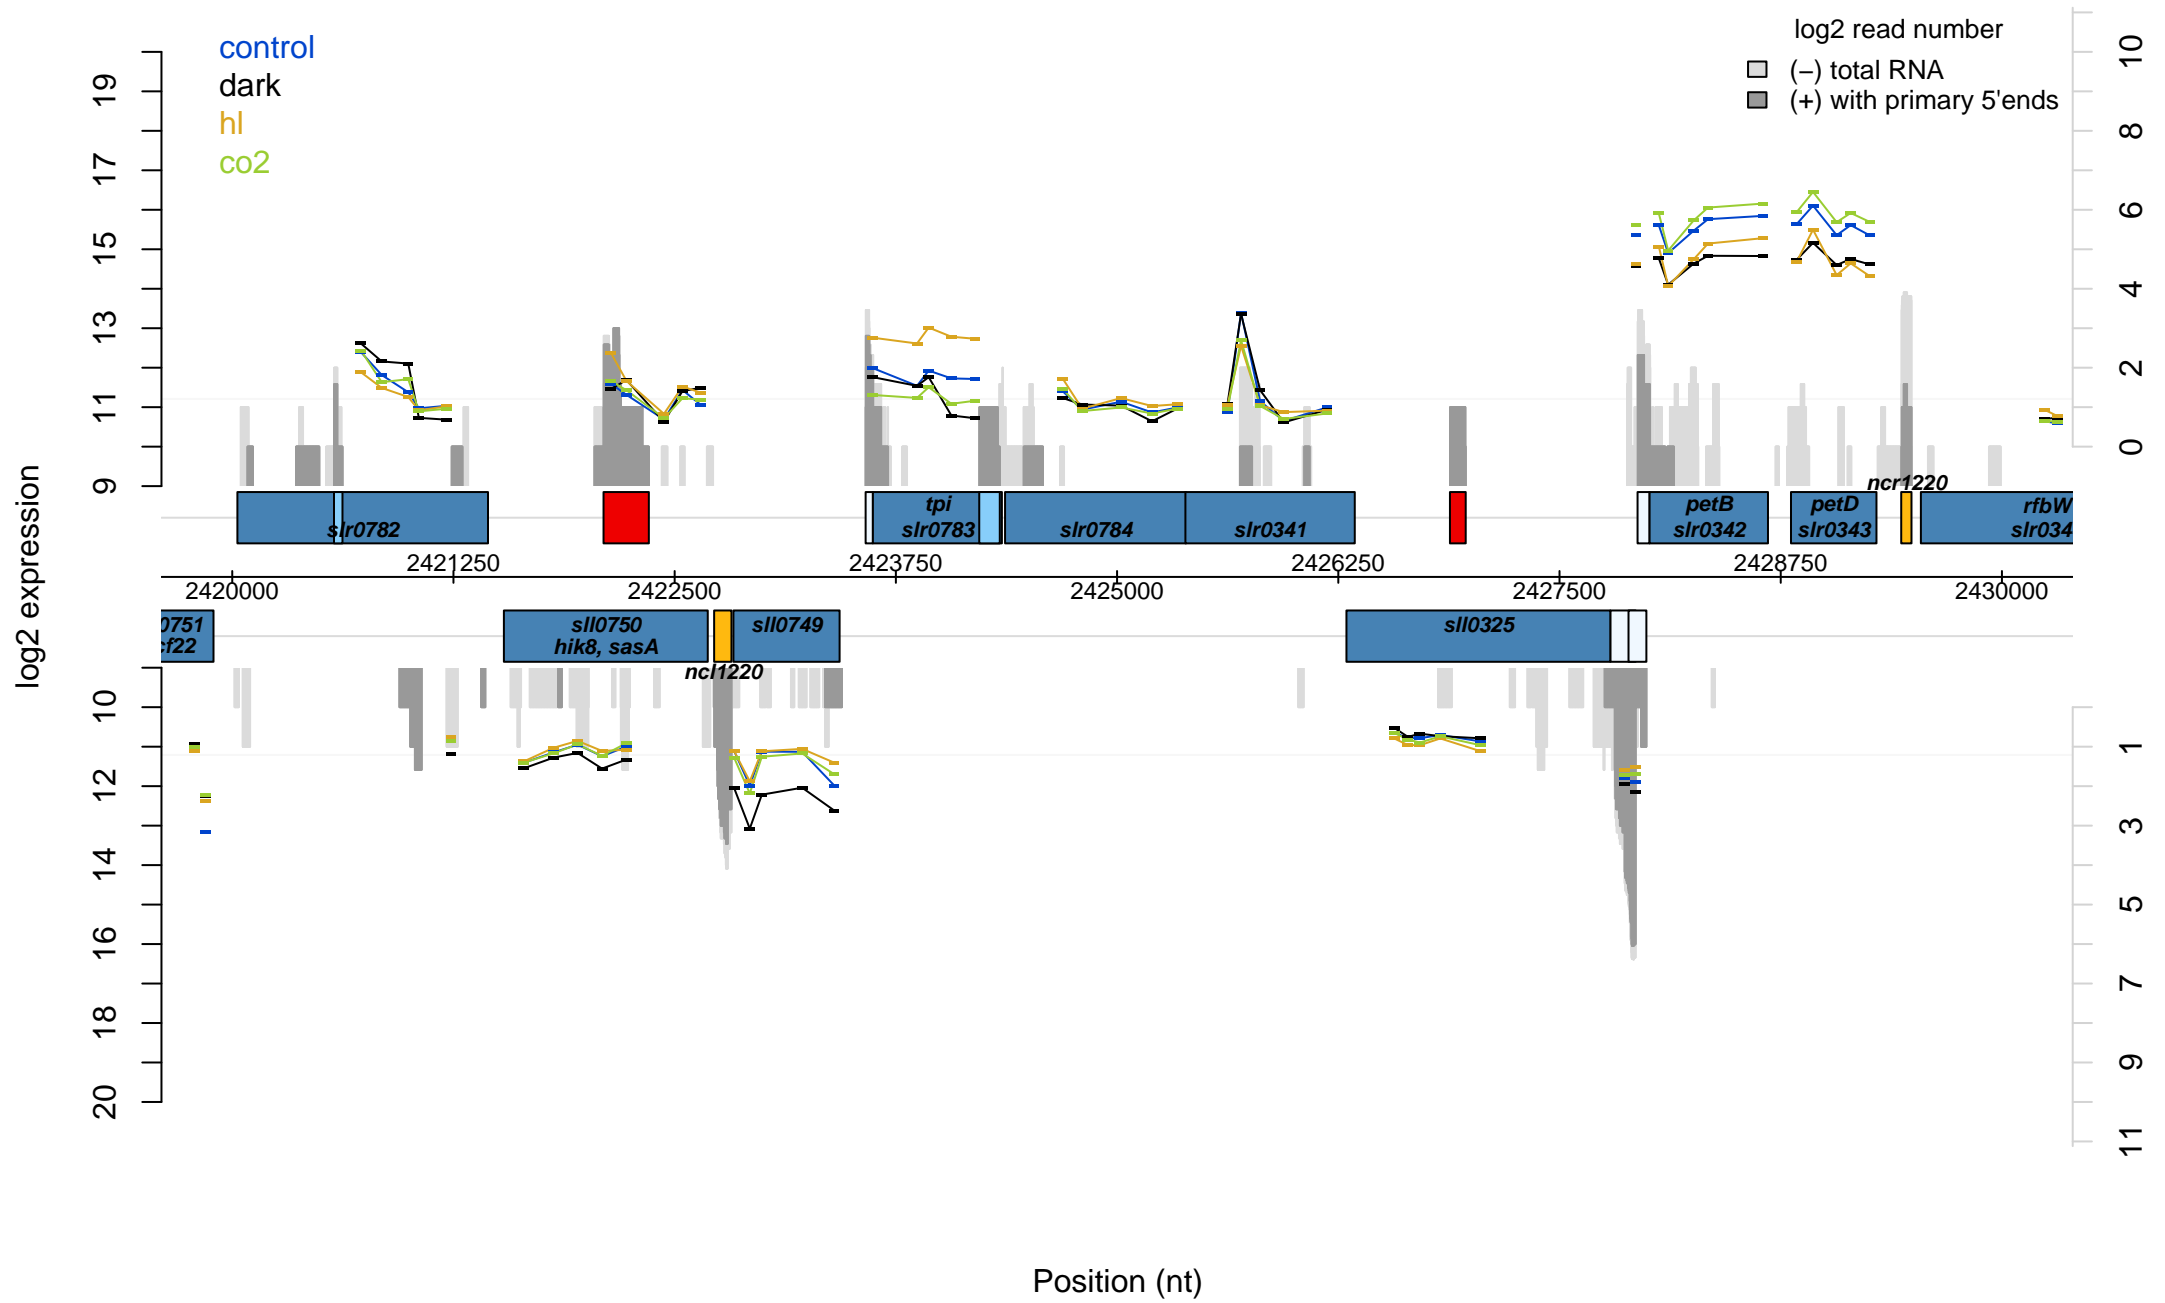 control
dark
hl
co2
log2 read number
(−) total RNA
(+) with primary 5'ends
19
17
15
13
11
9
10
8
6
4
2
0
log2 expression
ncr1220
tpi
petB
petD
rfbW
slr0782
slr0783
slr0784
slr0341
slr0342
slr0343
slr034
2421250
2423750
2426250
2428750
2420000
2422500
2425000
2427500
2430000
0751
cf22
sll0750
hik8, sasA
sll0749
sll0325
ncl1220
10
12
14
16
18
20
1
3
5
7
9
11
Position (nt)